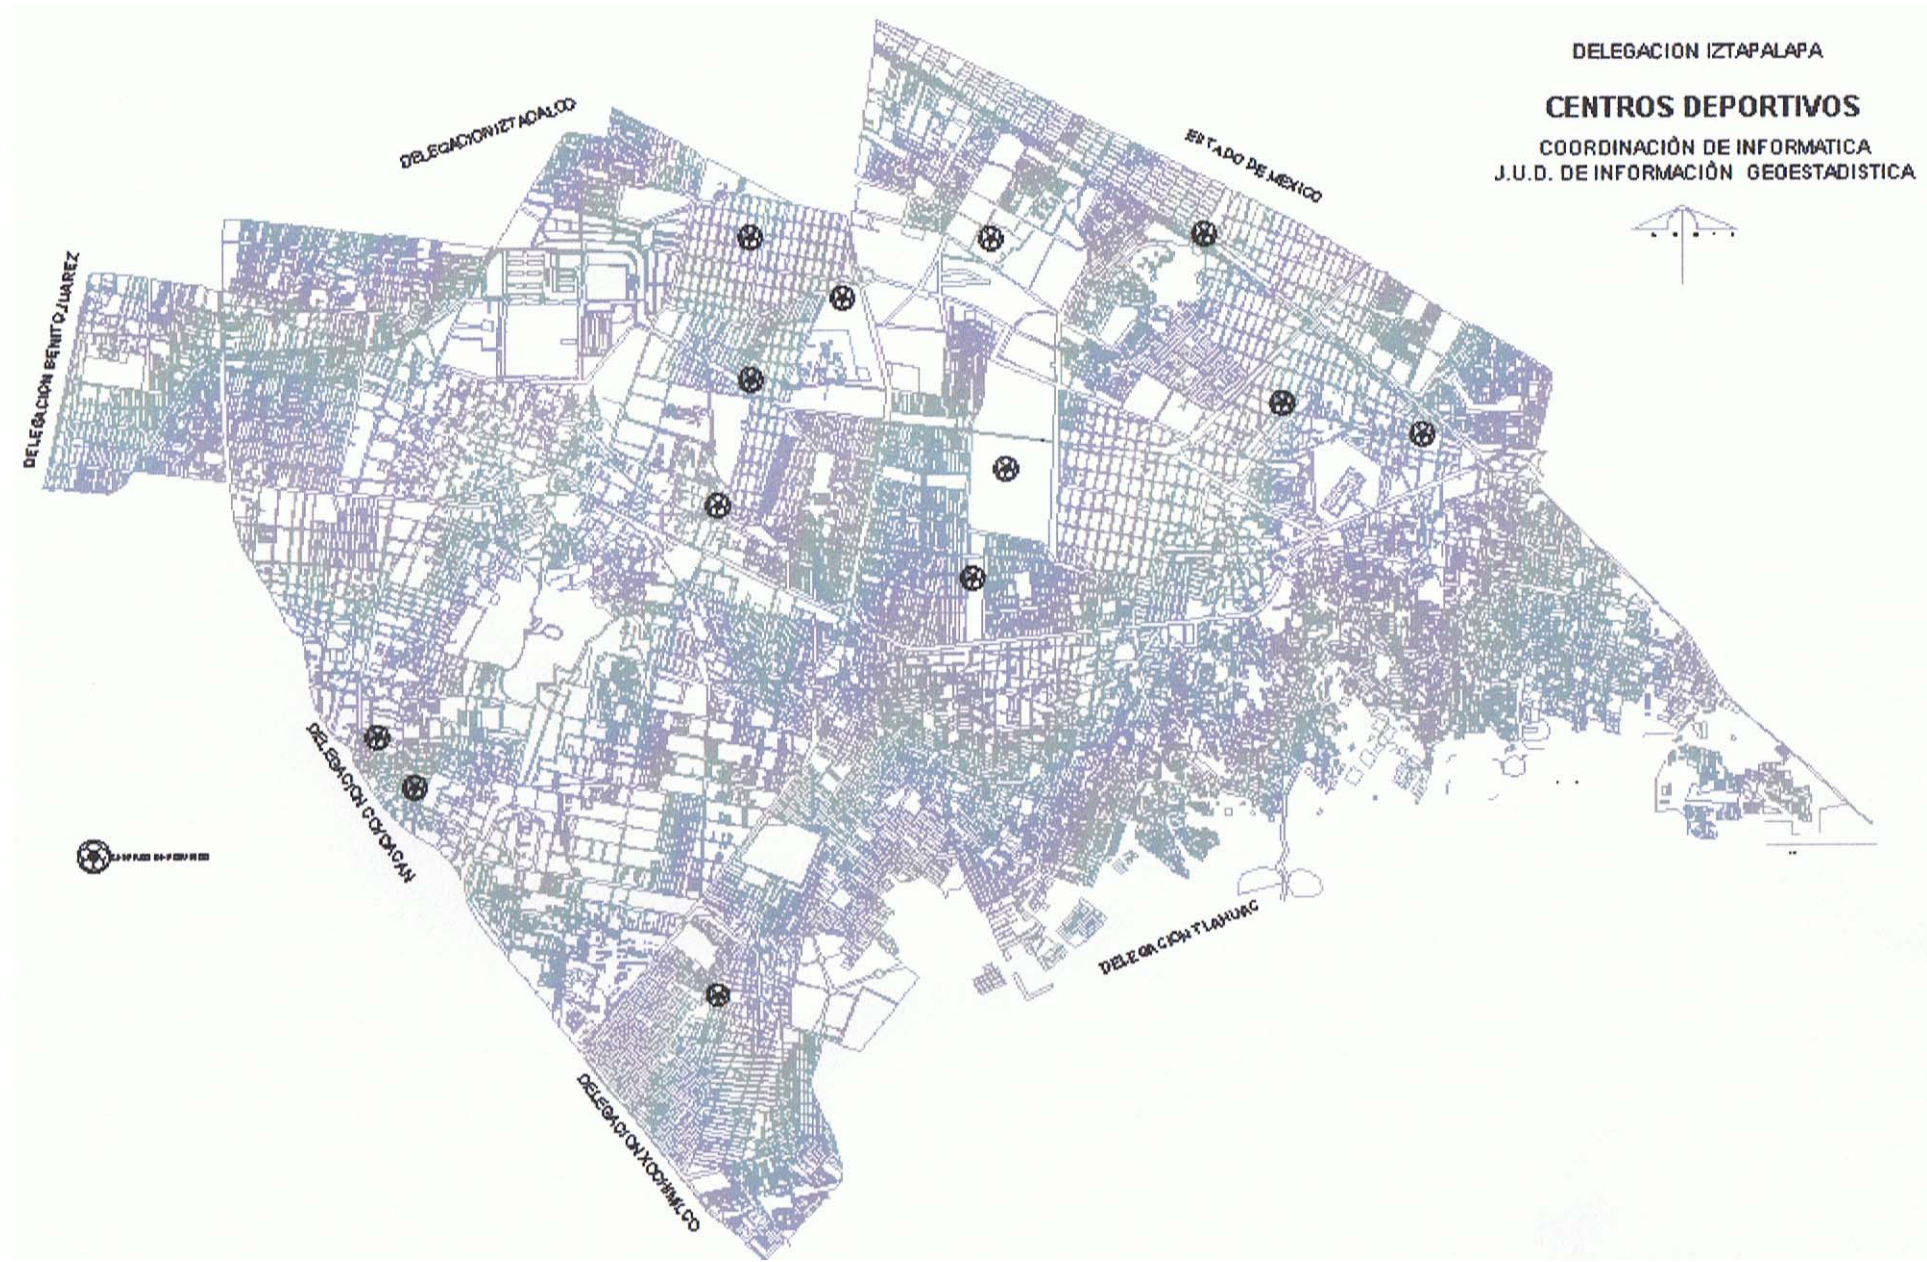 DELEGACION IZTAPALAPA
CENTROS DEPORTIVOS
COORDINACIÓN DE INFORMATICA
J.U.D. DE INFORMACIÓN GEOESTADISTICA
DELEGACION IZTACALCO
ESTADO DE MEXICO
DELEGACION BENITO JUAREZ
DELEGACION COYOACAN
DELEGACION TLAHUAC
DELEGACION XOCHIMILCO